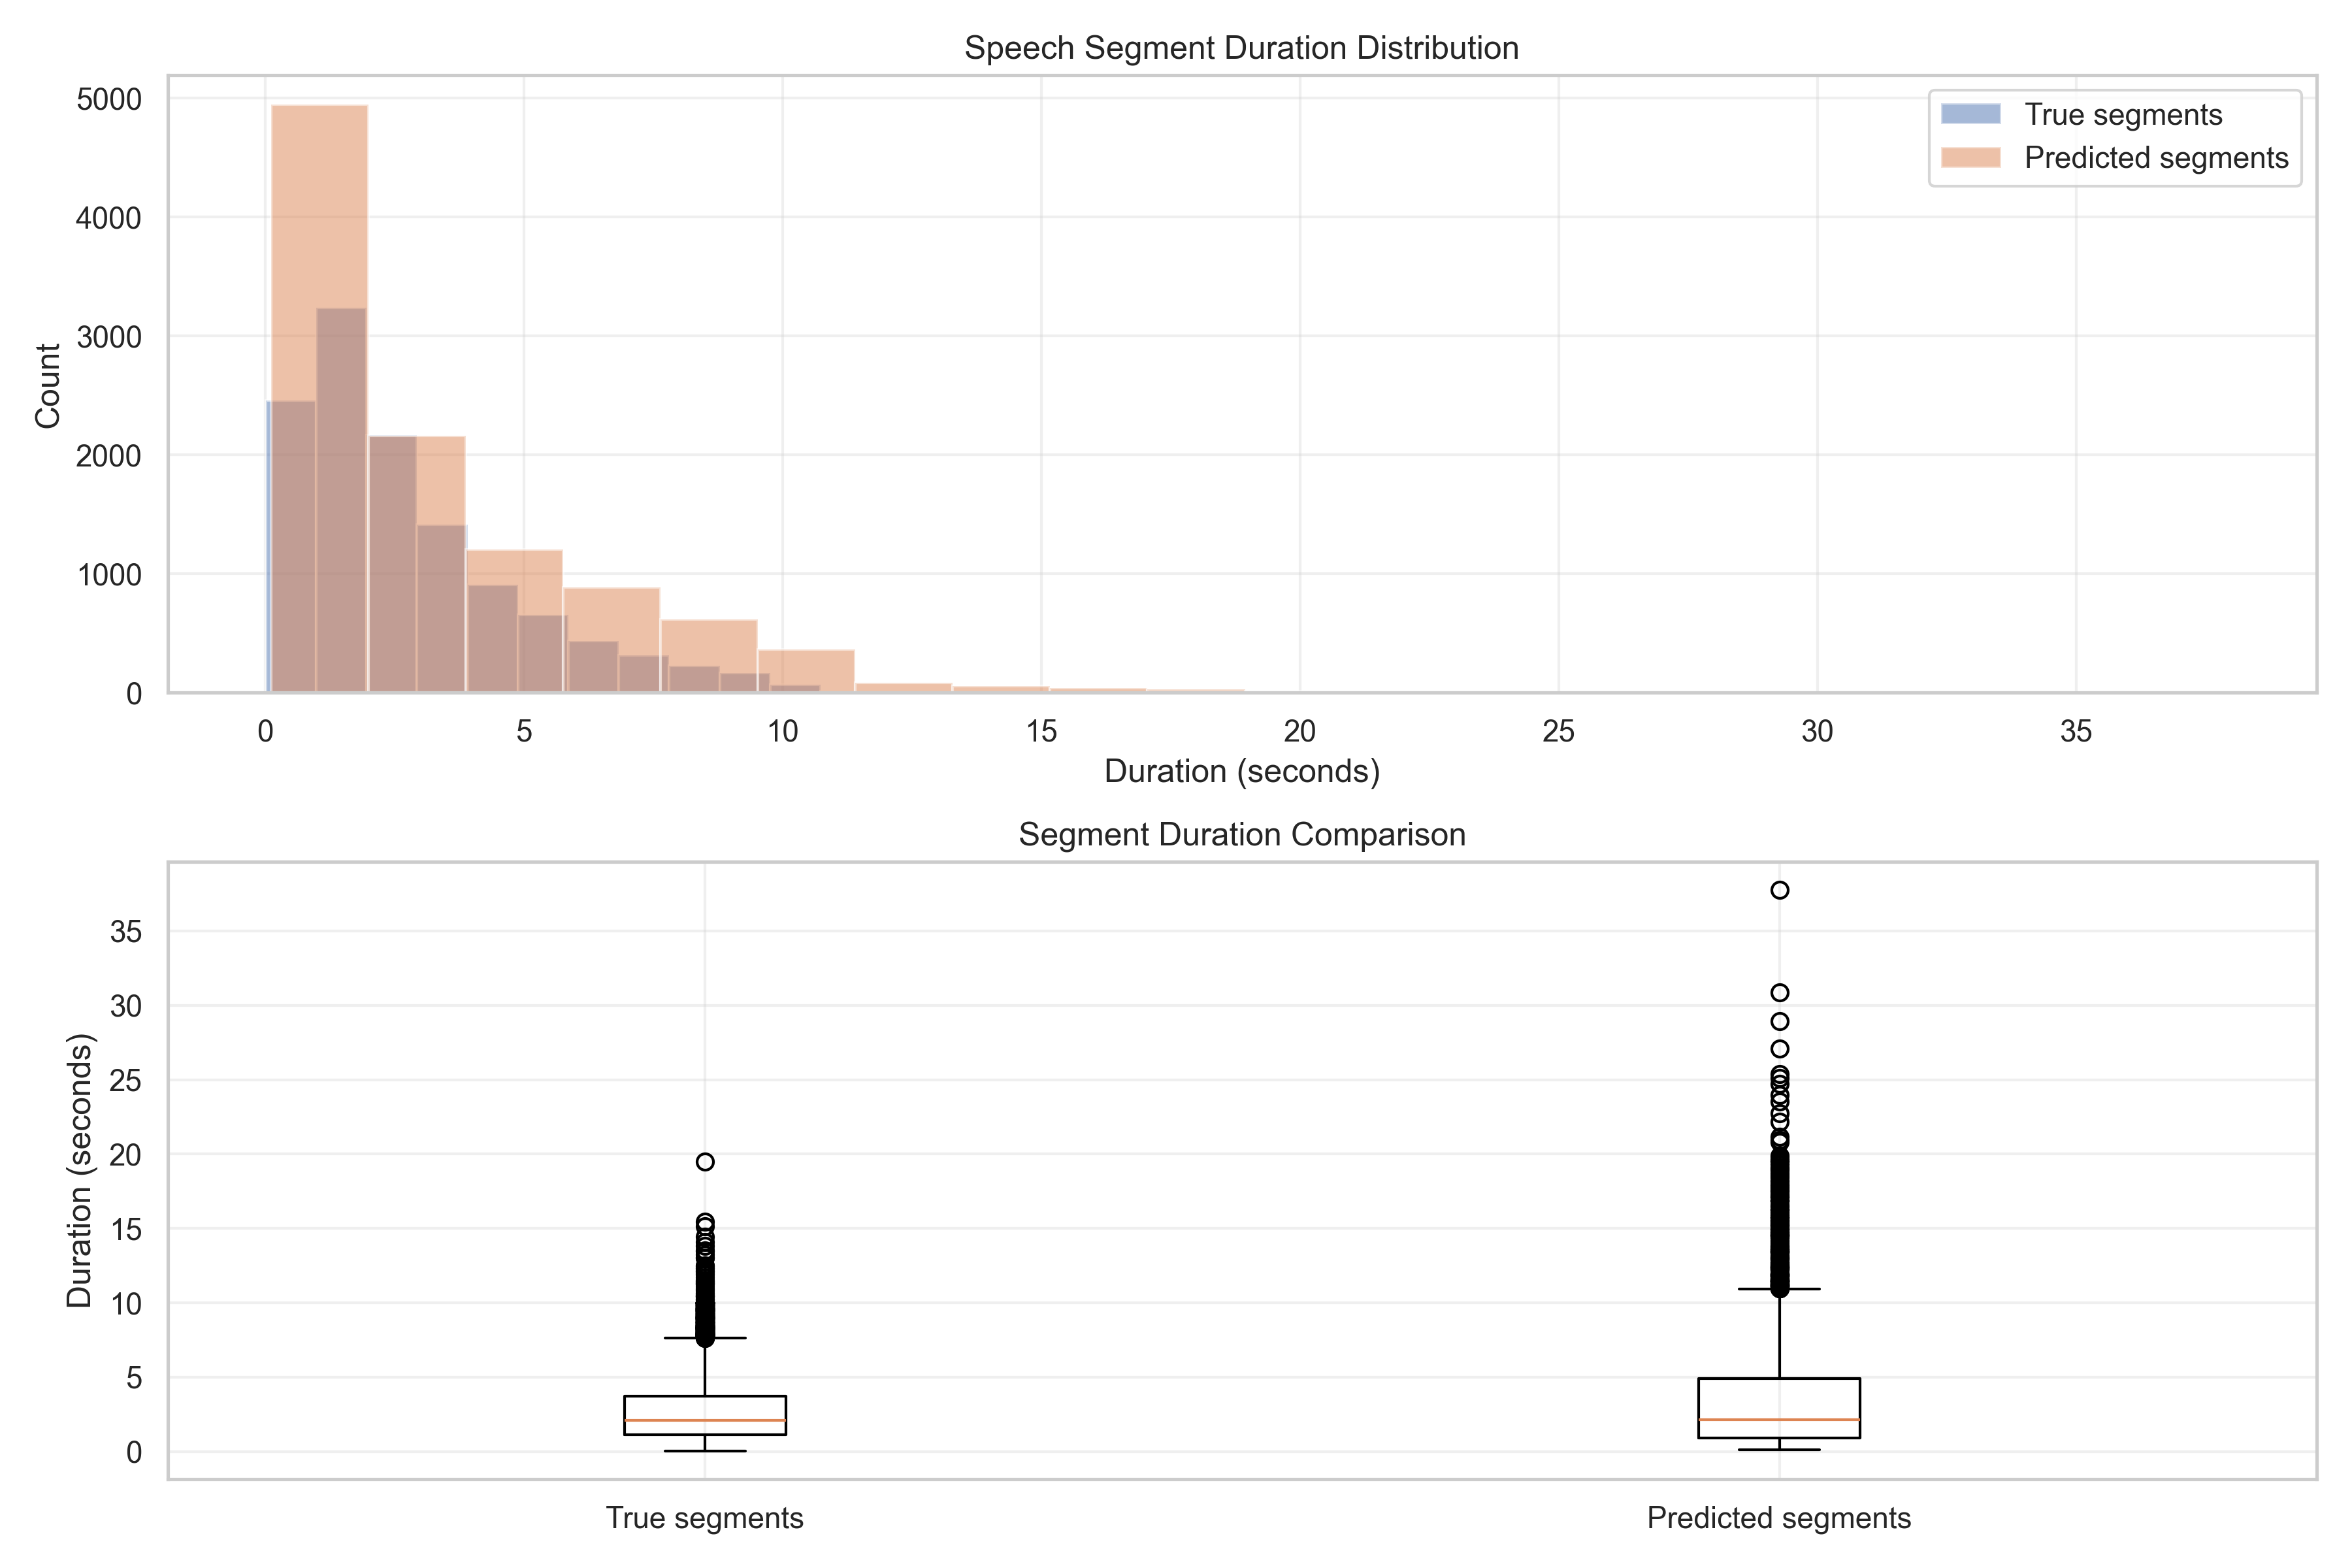 Speech Segment Duration Distribution
True segments
Predicted segments
Count
5000
4000
3000
2000
1000
0
0 5 10 15 20 25 30 35
Duration (seconds)
Segment Duration Comparison
Duration (seconds)
35
30
25
20
15
10
5
0
True segments Predicted segments